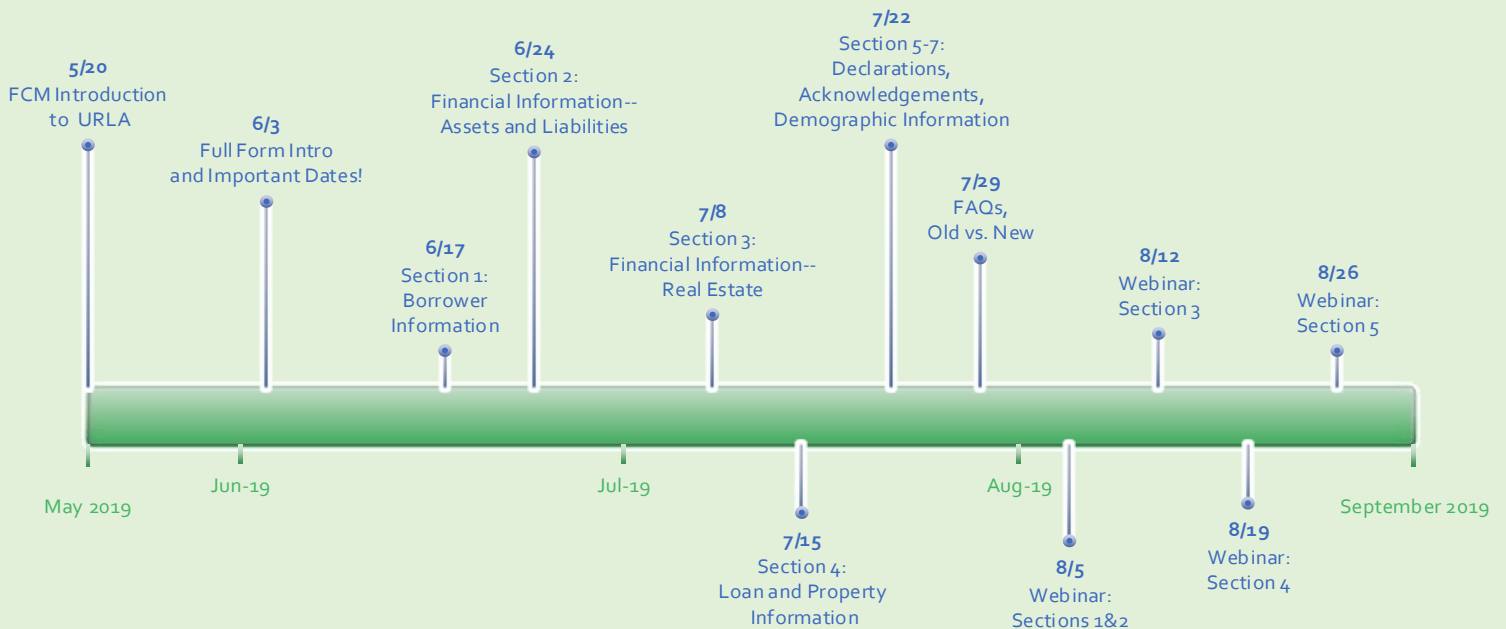 5/20
FCM Introduction
to URLA
6/3
Full Form Intro
and Important Dates!
6/17
Section 1:
Borrower
Information
6/24
Section 2:
Financial Information--
Assets and Liabilities
7/8
Section 3:
Financial Information--
Real Estate
7/22
Section 5-7:
Declarations,
Acknowledgements,
Demographic Information
7/29
FAQs,
Old vs. New
8/12
Webinar:
Section 3
8/26
Webinar:
Section 5
May 2019
Jun-19
Jul-19
Aug-19
September 2019
7/15
Section 4:
Loan and Property
Information
8/5
Webinar:
Sections 1&2
8/19
Webinar:
Section 4